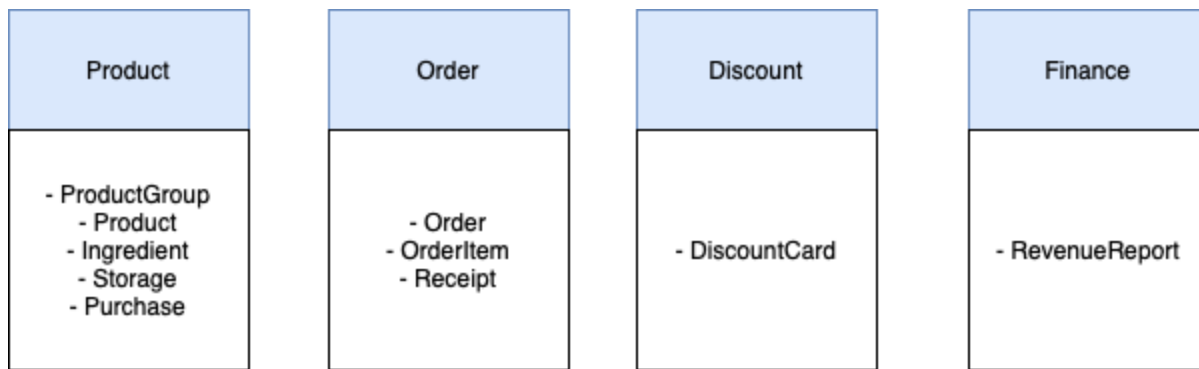 Product
- ProductGroup
- Product
- Ingredient
- Storage
- Purchase
Order
- Order
- OrderItem
- Receipt
Discount
- DiscountCard
Finance
- RevenueReport